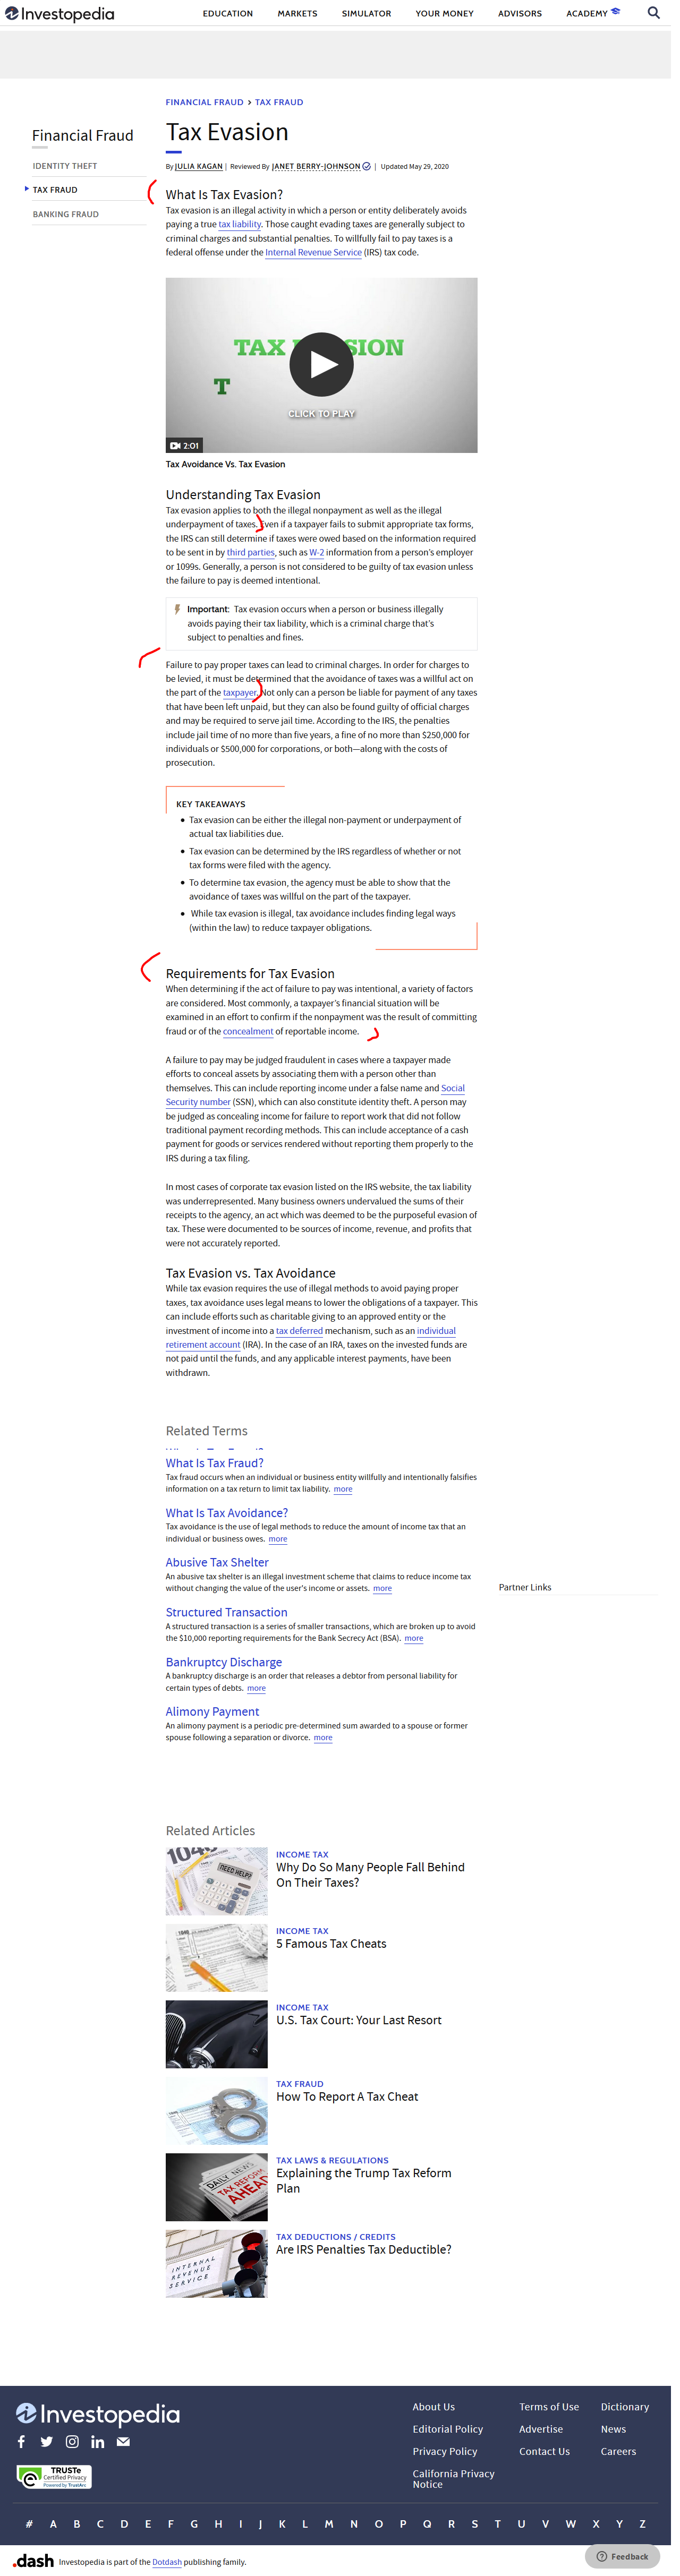 Investopedia
EDUCATION MARKETS SIMULATOR YOUR MONEY ADVISORS ACADEMY
FINANCIAL FRAUD > TAX FRAUD
Financial Fraud
IDENTITY THEFT
TAX FRAUD
BANKING FRAUD
Tax Evasion
By JULIA KAGAN | Reviewed By JANET BERRY-JOHNSON | Updated May 29, 2020
What Is Tax Evasion?
Tax evasion is an illegal activity in which a person or entity deliberately avoids
paying a true tax liability. Those caught evading taxes are generally subject to
criminal charges and substantial penalties. To willfully fail to pay taxes is a
federal offense under the Internal Revenue Service (IRS) tax code.
CLICK TO PLAY
2:01
Tax Avoidance Vs. Tax Evasion
Understanding Tax Evasion
Tax evasion applies to both the illegal nonpayment as well as the illegal
underpayment of taxes. Even if a taxpayer fails to submit appropriate tax forms,
the IRS can still determine if taxes were owed based on the information required
to be sent in by third parties, such as W-2 information from a person's employer
or 1099s. Generally, a person is not considered to be guilty of tax evasion unless
the failure to pay is deemed intentional.
Important: Tax evasion occurs when a person or business illegally
avoids paying their tax liability, which is a criminal charge that's
subject to penalties and fines.
Failure to pay proper taxes can lead to criminal charges. In order for charges to
be levied, it must be determined that the avoidance of taxes was a willful act on
the part of the taxpayer. Not only can a person be liable for payment of any taxes
that have been left unpaid, but they can also be found guilty of official charges
and may be required to serve jail time. According to the IRS, the penalties
include jail time of no more than five years, a fine of no more than $250,000 for
individuals or $500,000 for corporations, or both—along with the costs of
prosecution.
KEY TAKEAWAYS
• Tax evasion can be either the illegal non-payment or underpayment of
actual tax liabilities due.
• Tax evasion can be determined by the IRS regardless of whether or not
tax forms were filed with the agency.
• To determine tax evasion, the agency must be able to show that the
avoidance of taxes was willful on the part of the taxpayer.
• While tax evasion is illegal, tax avoidance includes finding legal ways
(within the law) to reduce taxpayer obligations.
Requirements for Tax Evasion
When determining if the act of failure to pay was intentional, a variety of factors
are considered. Most commonly, a taxpayer's financial situation will be
examined in an effort to confirm if the nonpayment was the result of committing
fraud or of the concealment of reportable income.
A failure to pay may be judged fraudulent in cases where a taxpayer made
efforts to conceal assets by associating them with a person other than
themselves. This can include reporting income under a false name and Social
Security number (SSN), which can also constitute identity theft. A person may
be judged as concealing income for failure to report work that did not follow
traditional payment recording methods. This can include acceptance of a cash
payment for goods or services rendered without reporting them properly to the
IRS during a tax filing.
In most cases of corporate tax evasion listed on the IRS website, the tax liability
was underrepresented. Many business owners undervalued the sums of their
receipts to the agency, an act which was deemed to be the purposeful evasion of
tax. These were documented to be sources of income, revenue, and profits that
were not accurately reported.
Tax Evasion vs. Tax Avoidance
While tax evasion requires the use of illegal methods to avoid paying proper
taxes, tax avoidance uses legal means to lower the obligations of a taxpayer. This
can include efforts such as charitable giving to an approved entity or the
investment of income into a tax deferred mechanism, such as an individual
retirement account (IRA). In the case of an IRA, taxes on the invested funds are
not paid until the funds, and any applicable interest payments, have been
withdrawn.
Related Terms
What Is Tax Fraud?
Tax fraud occurs when an individual or business entity willfully and intentionally falsifies
information on a tax return to limit tax liability. more
What Is Tax Avoidance?
Tax avoidance is the use of legal methods to reduce the amount of income tax that an
individual or business owes. more
Abusive Tax Shelter
An abusive tax shelter is an illegal investment scheme that claims to reduce income tax
without changing the value of the user's income or assets. more
Structured Transaction
A structured transaction is a series of smaller transactions, which are broken up to avoid
the $10,000 reporting requirements for the Bank Secrecy Act (BSA). more
Bankruptcy Discharge
A bankruptcy discharge is an order that releases a debtor from personal liability for
certain types of debts. more
Alimony Payment
An alimony payment is a periodic pre-determined sum awarded to a spouse or former
spouse following a separation or divorce. more
Partner Links
Related Articles
NEED HELP?
INCOME TAX
Why Do So Many People Fall Behind
On Their Taxes?
INCOME TAX
5 Famous Tax Cheats
INCOME TAX
U.S. Tax Court: Your Last Resort
TAX FRAUD
How To Report A Tax Cheat
DAILY NEWS
TAX REFORM
AHEAD
TAX LAWS & REGULATIONS
Explaining the Trump Tax Reform
Plan
INTERNAL
REVENUE
SERVICE
TAX DEDUCTIONS / CREDITS
Are IRS Penalties Tax Deductible?
Investopedia
TRUSTe
Certified Privacy
Powered by TrustArc
About Us Terms of Use Dictionary
Editorial Policy Advertise News
Privacy Policy Contact Us Careers
California Privacy
Notice
# A B C D E F G H I J K L M N O P Q R S T U V W X Y Z
.dash Investopedia is part of the Dotdash publishing family.
Feedback